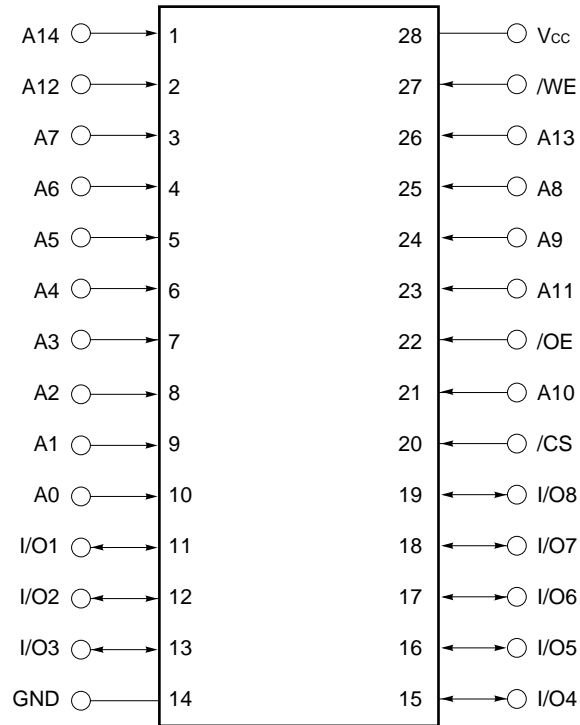 A14 1 28 Vcc
A12 2 27 /WE
A7 3 26 A13
A6 4 25 A8
A5 5 24 A9
A4 6 23 A11
A3 7 22 /OE
A2 8 21 A10
A1 9 20 /CS
A0 10 19 I/O8
I/O1 11 18 I/O7
I/O2 12 17 I/O6
I/O3 13 16 I/O5
GND 14 15 I/O4